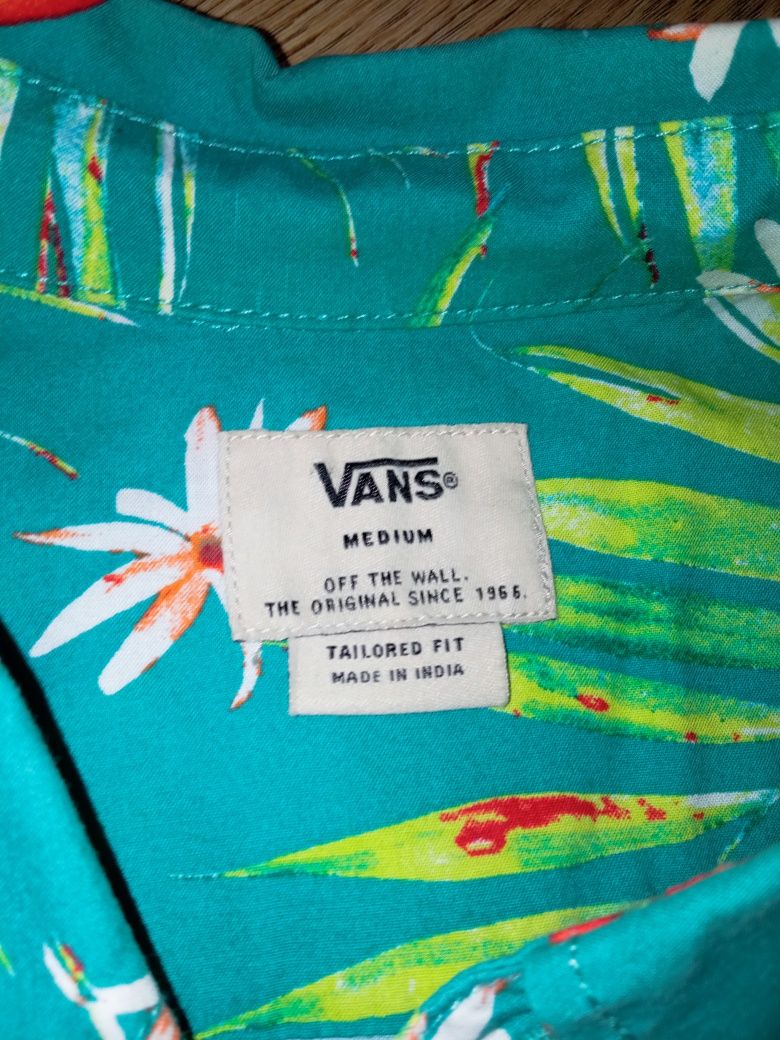 VANS®
MEDIUM
OFF THE WALL.
THE ORIGINAL SINCE 1966.
TAILORED FIT
MADE IN INDIA